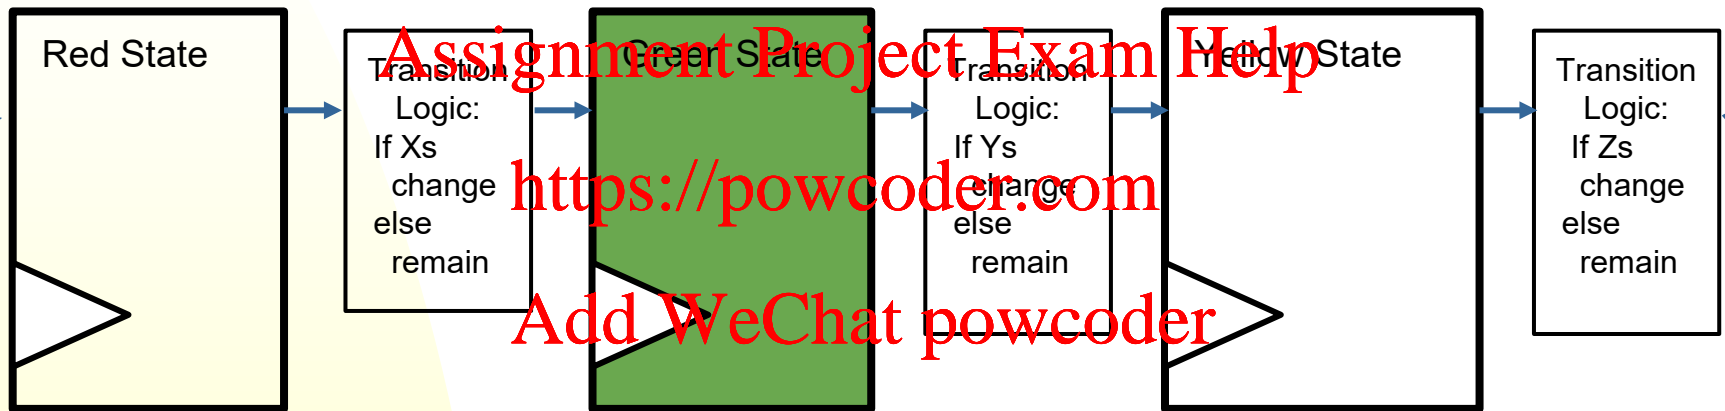 Red State
Transition
Logic:
If Xs
change
else
remain
Green State
Transition
Logic:
If Ys
change
else
remain
Yellow State
Transition
Logic:
If Zs
change
else
remain
Assignment Project Exam Help
https://powcoder.com
Add WeChat powcoder